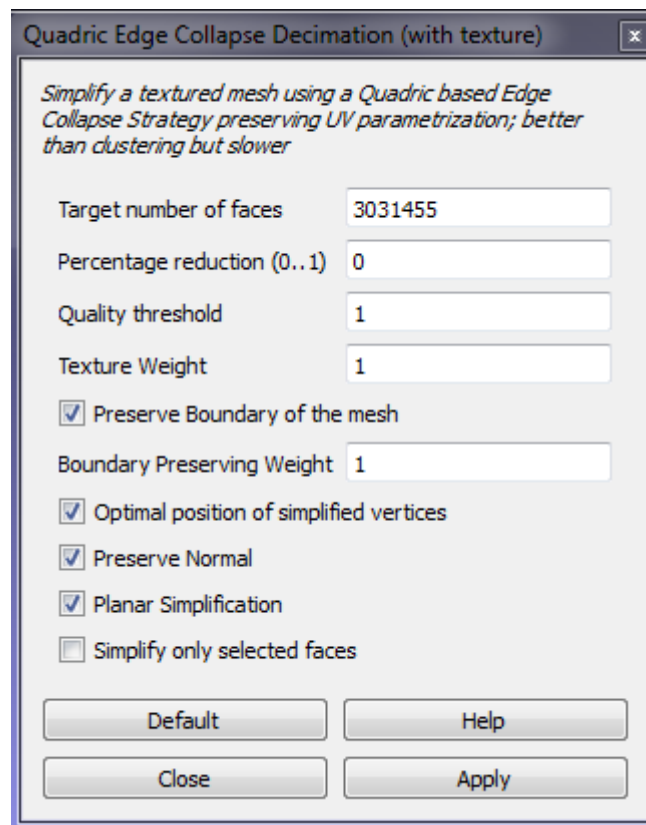 Quadric Edge Collapse Decimation (with texture)
Simplify a textured mesh using a Quadric based Edge
Collapse Strategy preserving UV parametrization; better
than clustering but slower
Target number of faces 3031455
Percentage reduction (0..1) 0
Quality threshold 1
Texture Weight 1
Preserve Boundary of the mesh
Boundary Preserving Weight 1
Optimal position of simplified vertices
Preserve Normal
Planar Simplification
Simplify only selected faces
Default Help
Close Apply